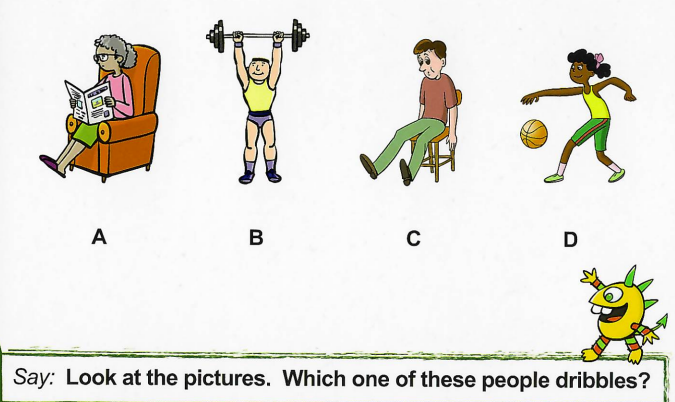 A B C D
Say: Look at the pictures. Which one of these people dribbles?